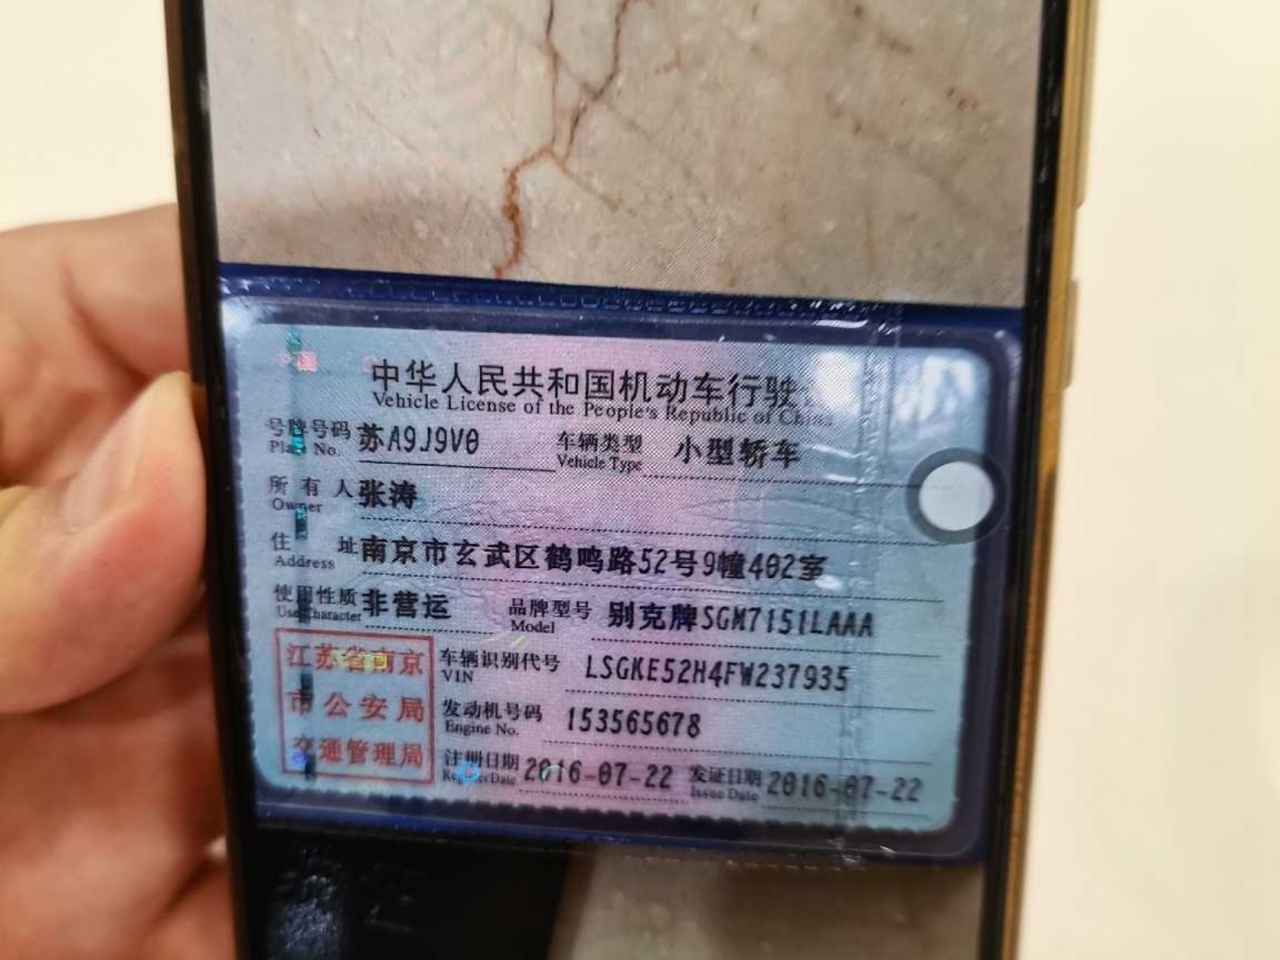 中华人民共和国机动车行驶
Vehicle License of the People's Republic of China
号牌号码 苏A9J9V0 车辆类型 小型轿车
Plate No. Vehicle Type
所有人 张涛
Owner
住址 南京市玄武区鹤鸣路52号9幢402室
Address
使用性质 非营运 品牌型号 别克牌SGM7151LAAA
Use Character Model
江苏省南京
市公安局
交通管理局
车辆识别代号 LSGKE52H4FW237935
VIN
发动机号码 153565678
Engine No.
注册日期 2016-07-22 发证日期 2016-07-22
Register Date Issue Date